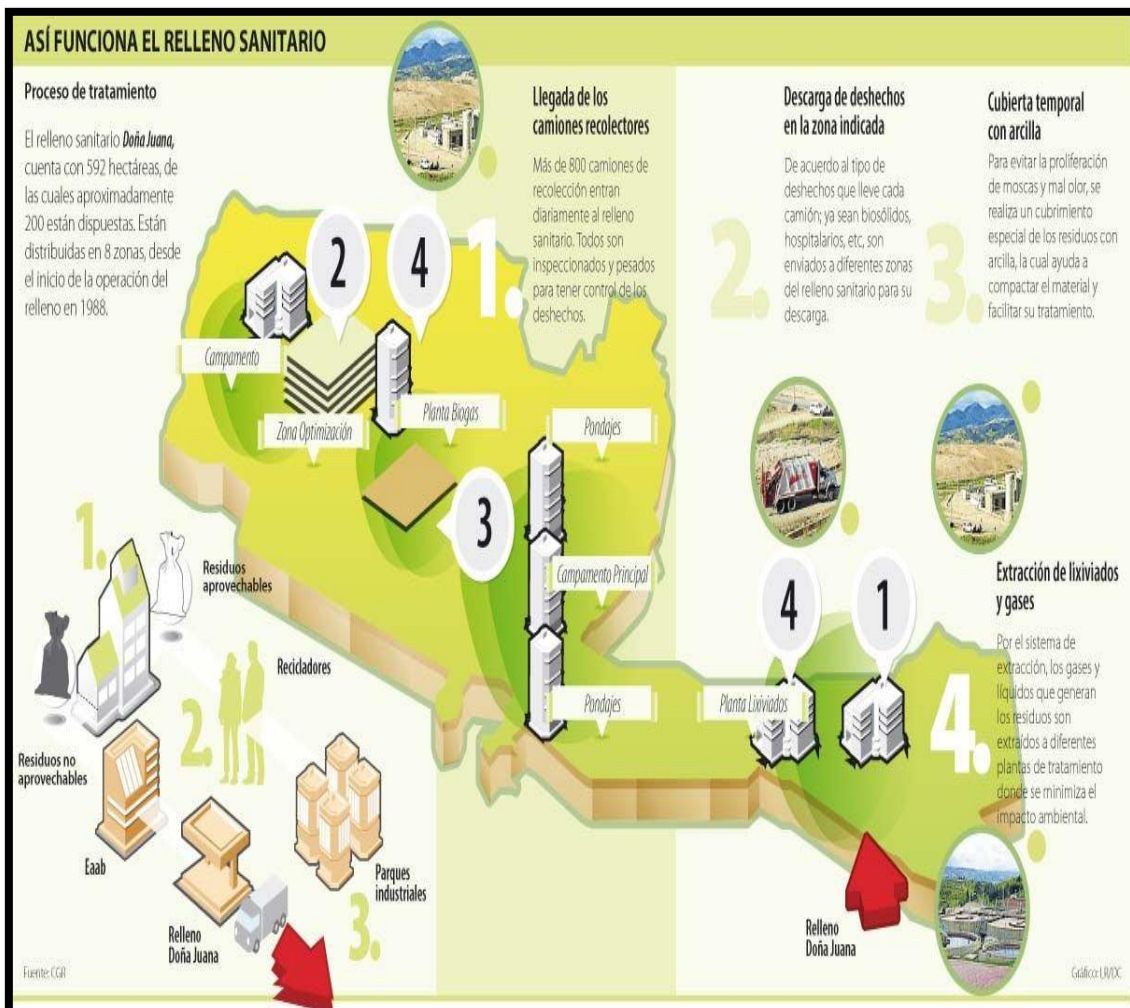 ASÍ FUNCIONA EL RELLENO SANITARIO
Proceso de tratamiento
El relleno sanitario Doña Juana,
cuenta con 592 hectáreas, de
las cuales aproximadamente
200 están dispuestas. Están
distribuidas en 8 zonas, desde
el inicio de la operación del
relleno en 1988.
1.
Llegada de los
camiones recolectores
Más de 800 camiones de
recolección entran
diariamente al relleno
sanitario. Todos son
inspeccionados y pesados
para tener control de los
deshechos.
2.
Descarga de deshechos
en la zona indicada
De acuerdo al tipo de
deshechos que lleve cada
camión; ya sean biosólidos,
hospitalarios, etc, son
enviados a diferentes zonas
del relleno sanitario para su
descarga.
3.
Cubierta temporal
con arcilla
Para evitar la proliferación
de moscas y mal olor, se
realiza un cubrimiento
especial de los residuos con
arcilla, la cual ayuda a
compactar el material y
facilitar su tratamiento.
2
4
Campamento
Zona Optimización
Planta Biogas
Pondajes
3
Campamento Principal
Pondajes
4
1
Planta Lixiviados
4.
Extracción de lixiviados
y gases
Por el sistema de
extracción, los gases y
líquidos que generan
los residuos son
extraídos a diferentes
plantas de tratamiento
donde se minimiza el
impacto ambiental.
1.
Residuos
aprovechables
Residuos no
aprovechables
2.
Recicladores
Eaab
Relleno
Doña Juana
Parques
industriales
3.
Relleno
Doña Juana
Fuente: CGR
Gráfico: LR/DC